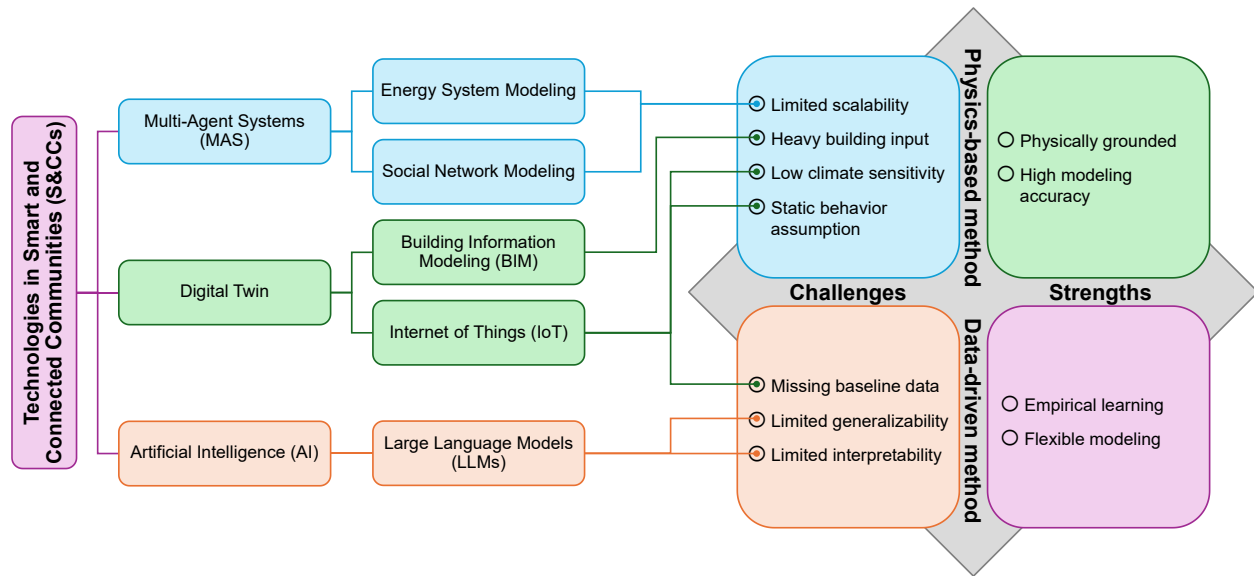 Technologies in Smart and
Connected Communities (S&CCs)
Multi-Agent Systems
(MAS)
Digital Twin
Artificial Intelligence (AI)
Energy System Modeling
Social Network Modeling
Building Information
Modeling (BIM)
Internet of Things (IoT)
Large Language Models
(LLMs)
Limited scalability
Heavy building input
Low climate sensitivity
Static behavior
assumption
Physics-based method
Physically grounded
High modeling
accuracy
Challenges
Strengths
Missing baseline data
Limited generalizability
Limited interpretability
Data-driven method
Empirical learning
Flexible modeling